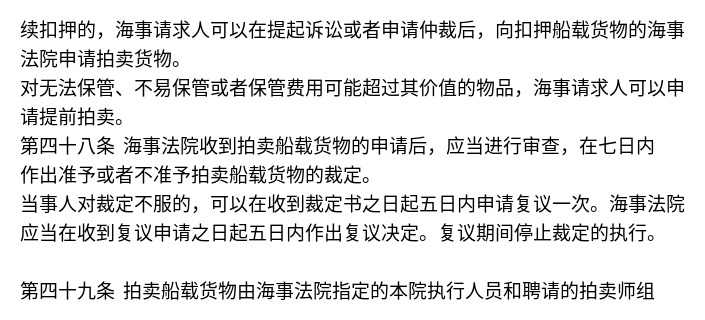 续扣押的，海事请求人可以在提起诉讼或者申请仲裁后，向扣押船载货物的海事
法院申请拍卖货物。
对无法保管、不易保管或者保管费用可能超过其价值的物品，海事请求人可以申
请提前拍卖。
第四十八条 海事法院收到拍卖船载货物的申请后，应当进行审查，在七日内
作出准予或者不准予拍卖船载货物的裁定。
当事人对裁定不服的，可以在收到裁定书之日起五日内申请复议一次。海事法院
应当在收到复议申请之日起五日内作出复议决定。复议期间停止裁定的执行。
第四十九条 拍卖船载货物由海事法院指定的本院执行人员和聘请的拍卖师组